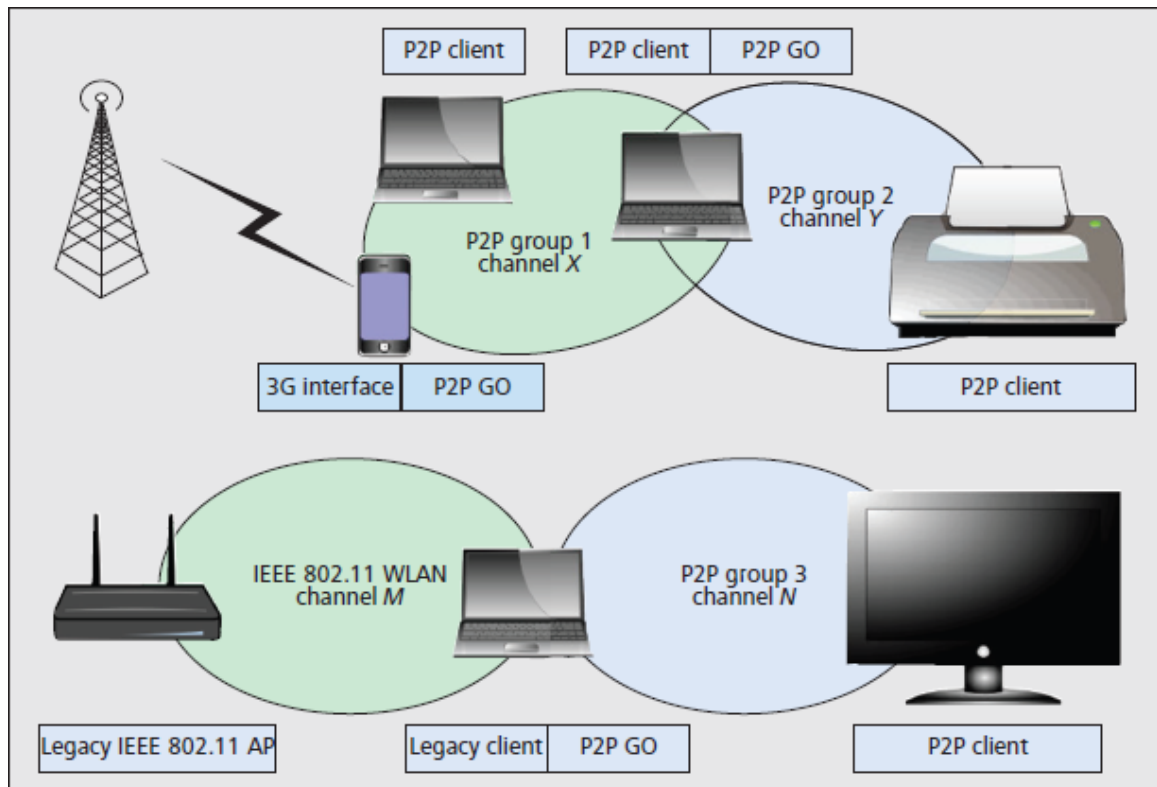 P2P client
P2P client
P2P GO
P2P group 2
channel Y
P2P group 1
channel X
3G interface
P2P GO
P2P client
IEEE 802.11 WLAN
channel M
P2P group 3
channel N
Legacy IEEE 802.11 AP
Legacy client
P2P GO
P2P client